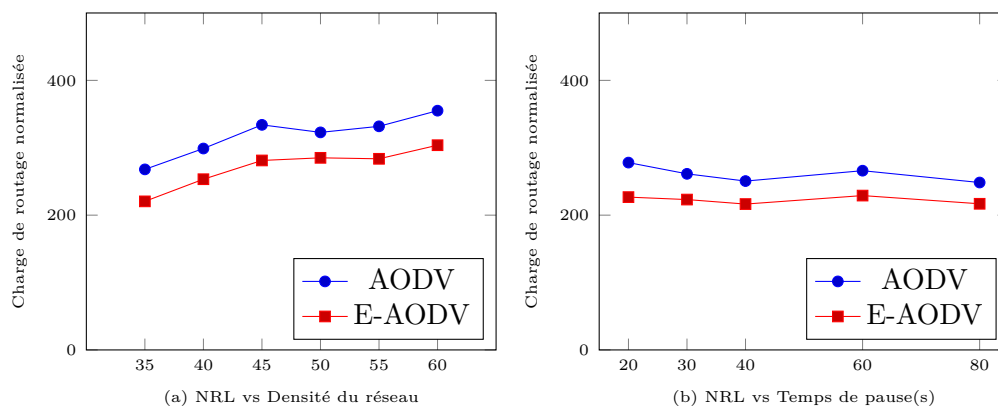 Charge de routage normalisée
400
200
0
35 40 45 50 55 60
AODV
E-AODV
(a) NRL vs Densité du réseau
Charge de routage normalisée
400
200
0
20 30 40 60 80
AODV
E-AODV
(b) NRL vs Temps de pause(s)